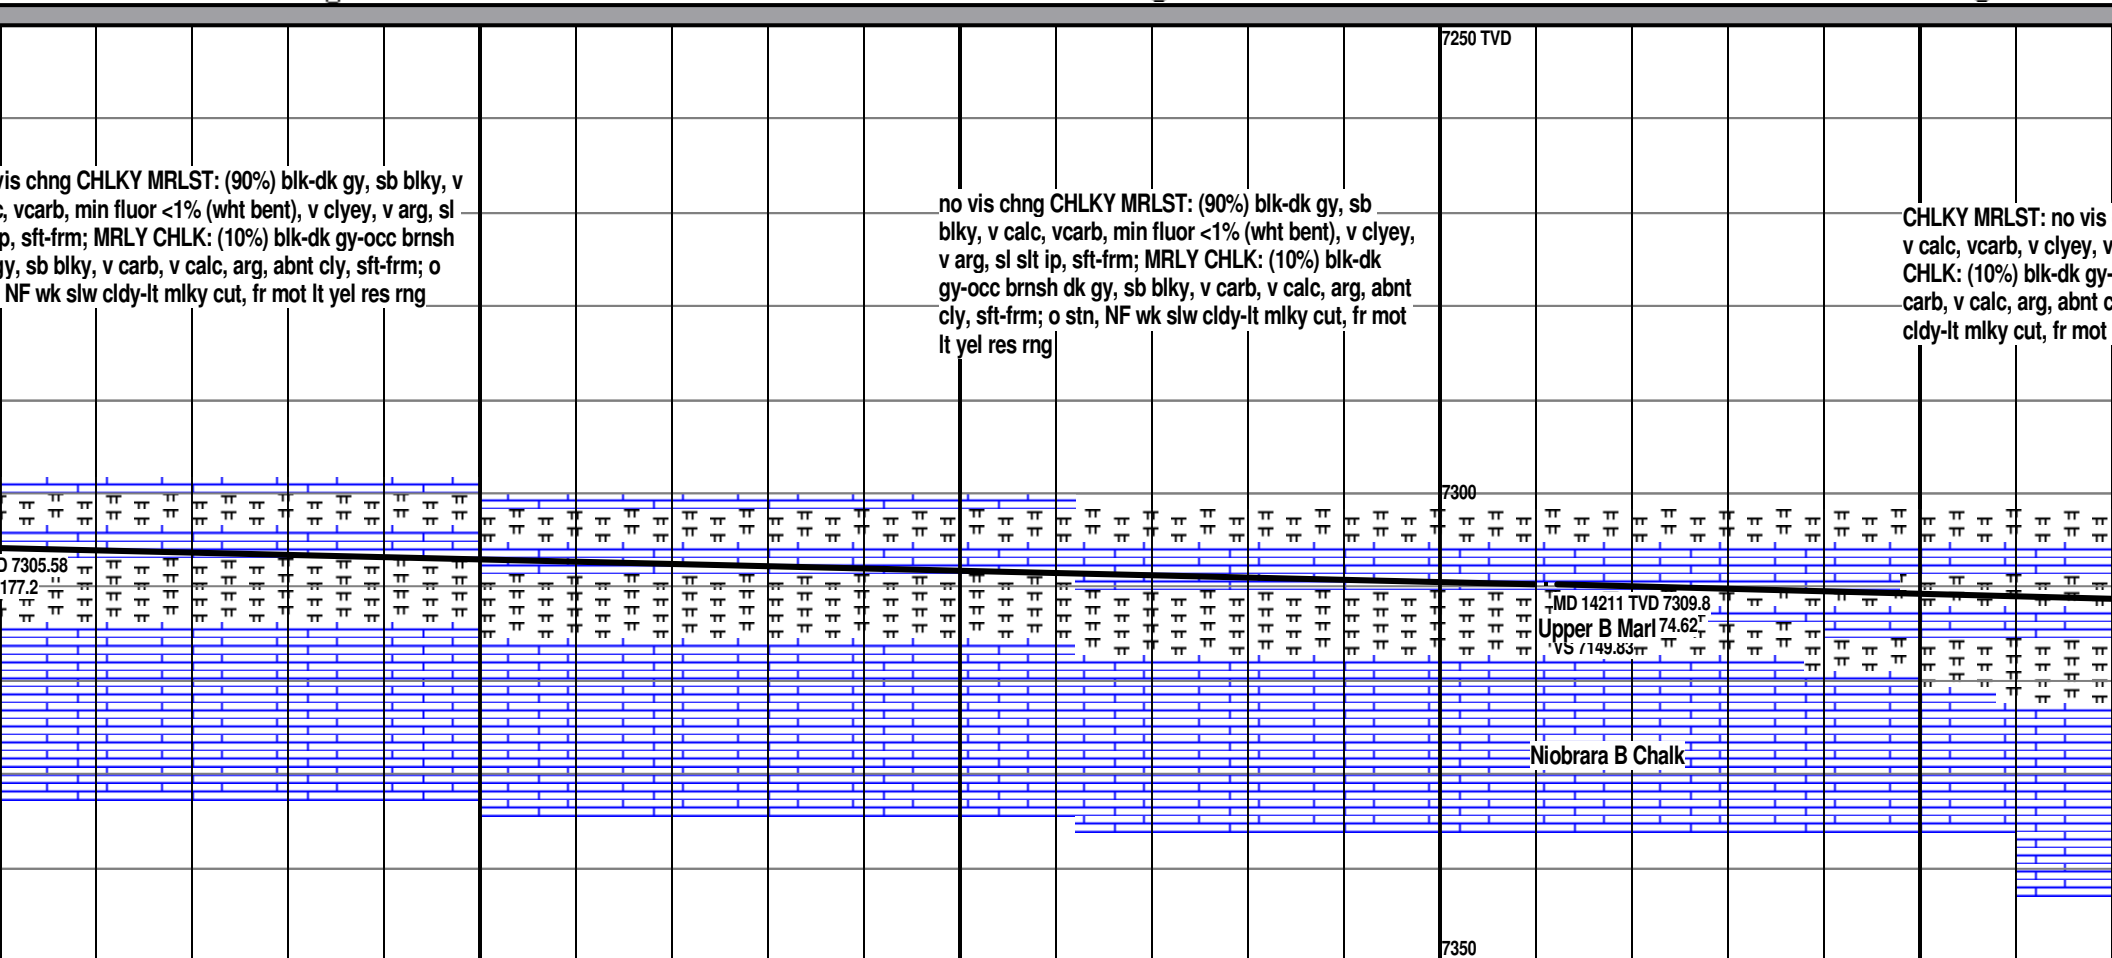 7250 TVD
vis chng CHLKY MRLST: (90%) blk-dk gy, sb blky, v
c, vcarb, min fluor <1% (wht bent), v clyey, v arg, sl
p, sft-frm; MRLY CHLK: (10%) blk-dk gy-occ brnsh
gy, sb blky, v carb, v calc, arg, abnt cly, sft-frm; o
NF wk slw cldy-lt mlky cut, fr mot lt yel res rng
no vis chng CHLKY MRLST: (90%) blk-dk gy, sb
blky, v calc, vcarb, min fluor <1% (wht bent), v clyey,
v arg, sl slt ip, sft-frm; MRLY CHLK: (10%) blk-dk
gy-occ brnsh dk gy, sb blky, v carb, v calc, arg, abnt
cly, sft-frm; o stn, NF wk slw cldy-lt mlky cut, fr mot
lt yel res rng
CHLKY MRLST: no vis
v calc, vcarb, v clyey, v
CHLK: (10%) blk-dk gy-
carb, v calc, arg, abnt c
cldy-lt mlky cut, fr mot
7300
D 7305.58
177.2
MD 14211 TVD 7309.8
Upper B Marl 74.62
VS 7149.83
Niobrara B Chalk
7350